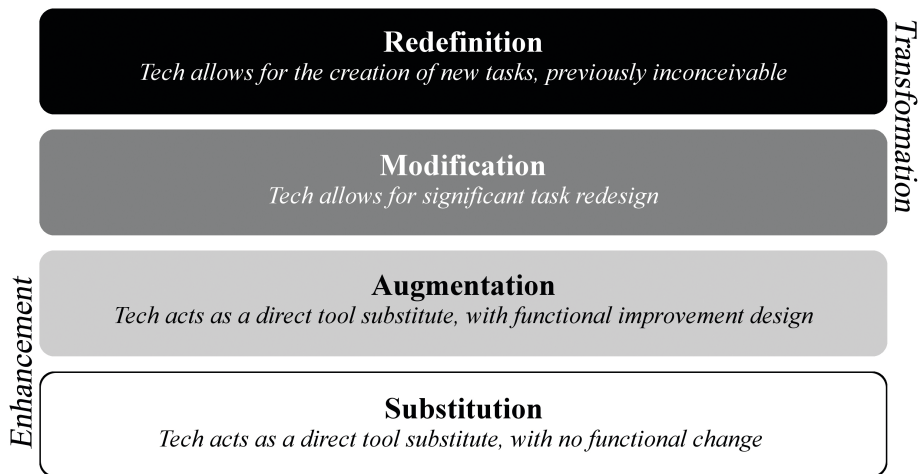 Redefinition
Tech allows for the creation of new tasks, previously inconceivable
Transformation
Modification
Tech allows for significant task redesign
Augmentation
Tech acts as a direct tool substitute, with functional improvement design
Enhancement
Substitution
Tech acts as a direct tool substitute, with no functional change